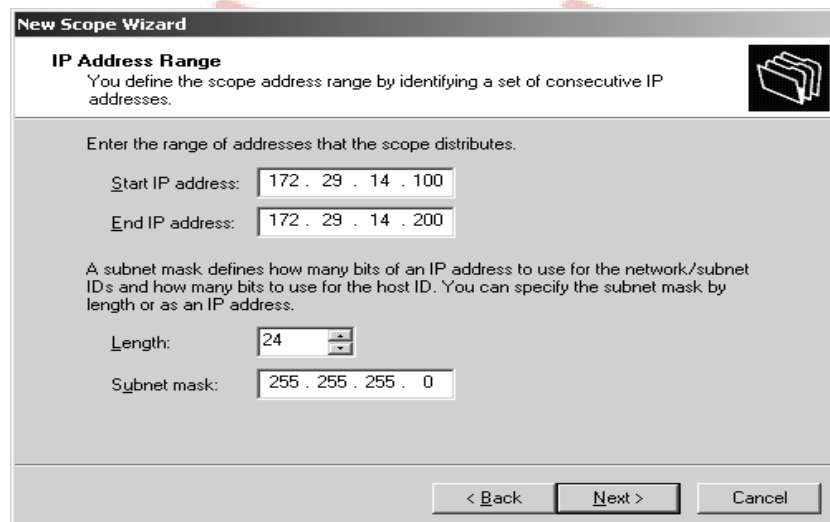 New Scope Wizard
IP Address Range
You define the scope address range by identifying a set of consecutive IP
addresses.
Enter the range of addresses that the scope distributes.
Start IP address: 172 . 29 . 14 . 100
End IP address: 172 . 29 . 14 . 200
A subnet mask defines how many bits of an IP address to use for the network/subnet
IDs and how many bits to use for the host ID. You can specify the subnet mask by
length or as an IP address.
Length: 24
Subnet mask: 255 . 255 . 255 . 0
< Back Next > Cancel